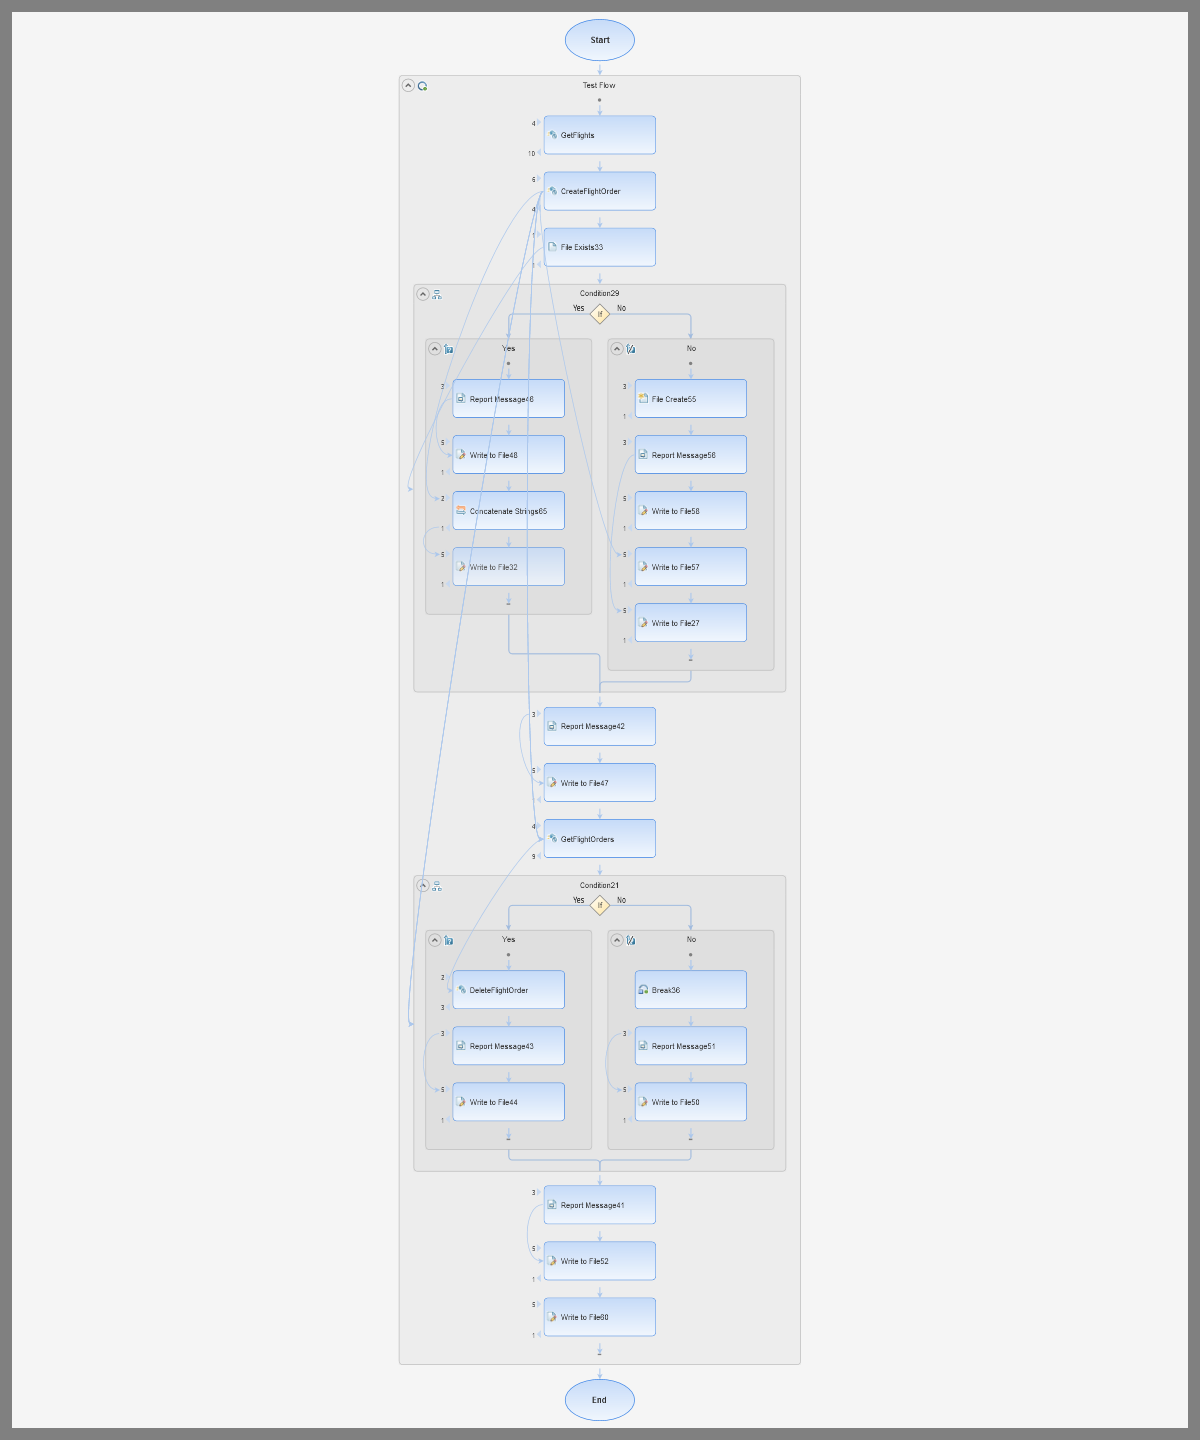 Start
Test Flow
4
GetFlights
10
6
CreateFlightOrder
4
1
File Exists33
1
Condition29
Yes
If
No
Yes
3
Report Message46
5
Write to File48
1
2
Concatenate Strings65
1
5
Write to File32
1
No
3
File Create55
1
3
Report Message56
5
Write to File58
1
5
Write to File57
1
5
Write to File27
1
3
Report Message42
5
Write to File47
4
GetFlightOrders
9
Condition21
Yes
If
No
Yes
2
DeleteFlightOrder
3
3
Report Message43
5
Write to File44
1
No
Break36
3
Report Message51
5
Write to File50
1
3
Report Message41
5
Write to File52
1
5
Write to File60
1
End